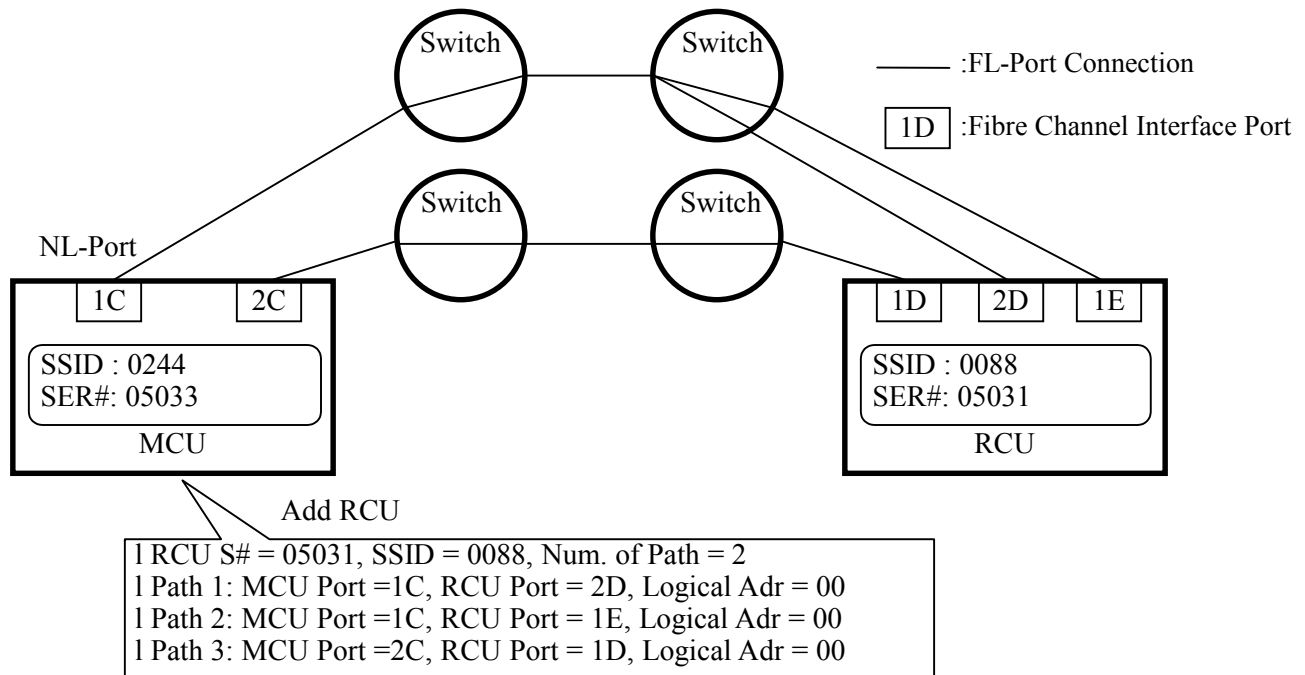 Switch
Switch
:FL-Port Connection
1D :Fibre Channel Interface Port
Switch
Switch
NL-Port
1C
2C
1D
2D
1E
SSID : 0244
SER#: 05033
MCU
SSID : 0088
SER#: 05031
RCU
Add RCU
l RCU S# = 05031, SSID = 0088, Num. of Path = 2
l Path 1: MCU Port =1C, RCU Port = 2D, Logical Adr = 00
l Path 2: MCU Port =1C, RCU Port = 1E, Logical Adr = 00
l Path 3: MCU Port =2C, RCU Port = 1D, Logical Adr = 00